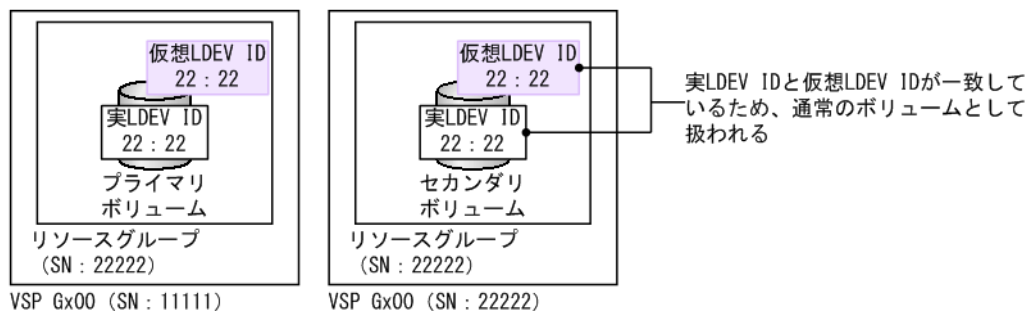 仮想LDEV ID
22：22
実LDEV ID
22：22
プライマリ
ボリューム
リソースグループ
（SN：22222）
VSP Gx00（SN：11111）
仮想LDEV ID
22：22
実LDEV ID
22：22
セカンダリ
ボリューム
リソースグループ
（SN：22222）
VSP Gx00（SN：22222）
実LDEV IDと仮想LDEV IDが一致して
いるため、通常のボリュームとして
扱われる